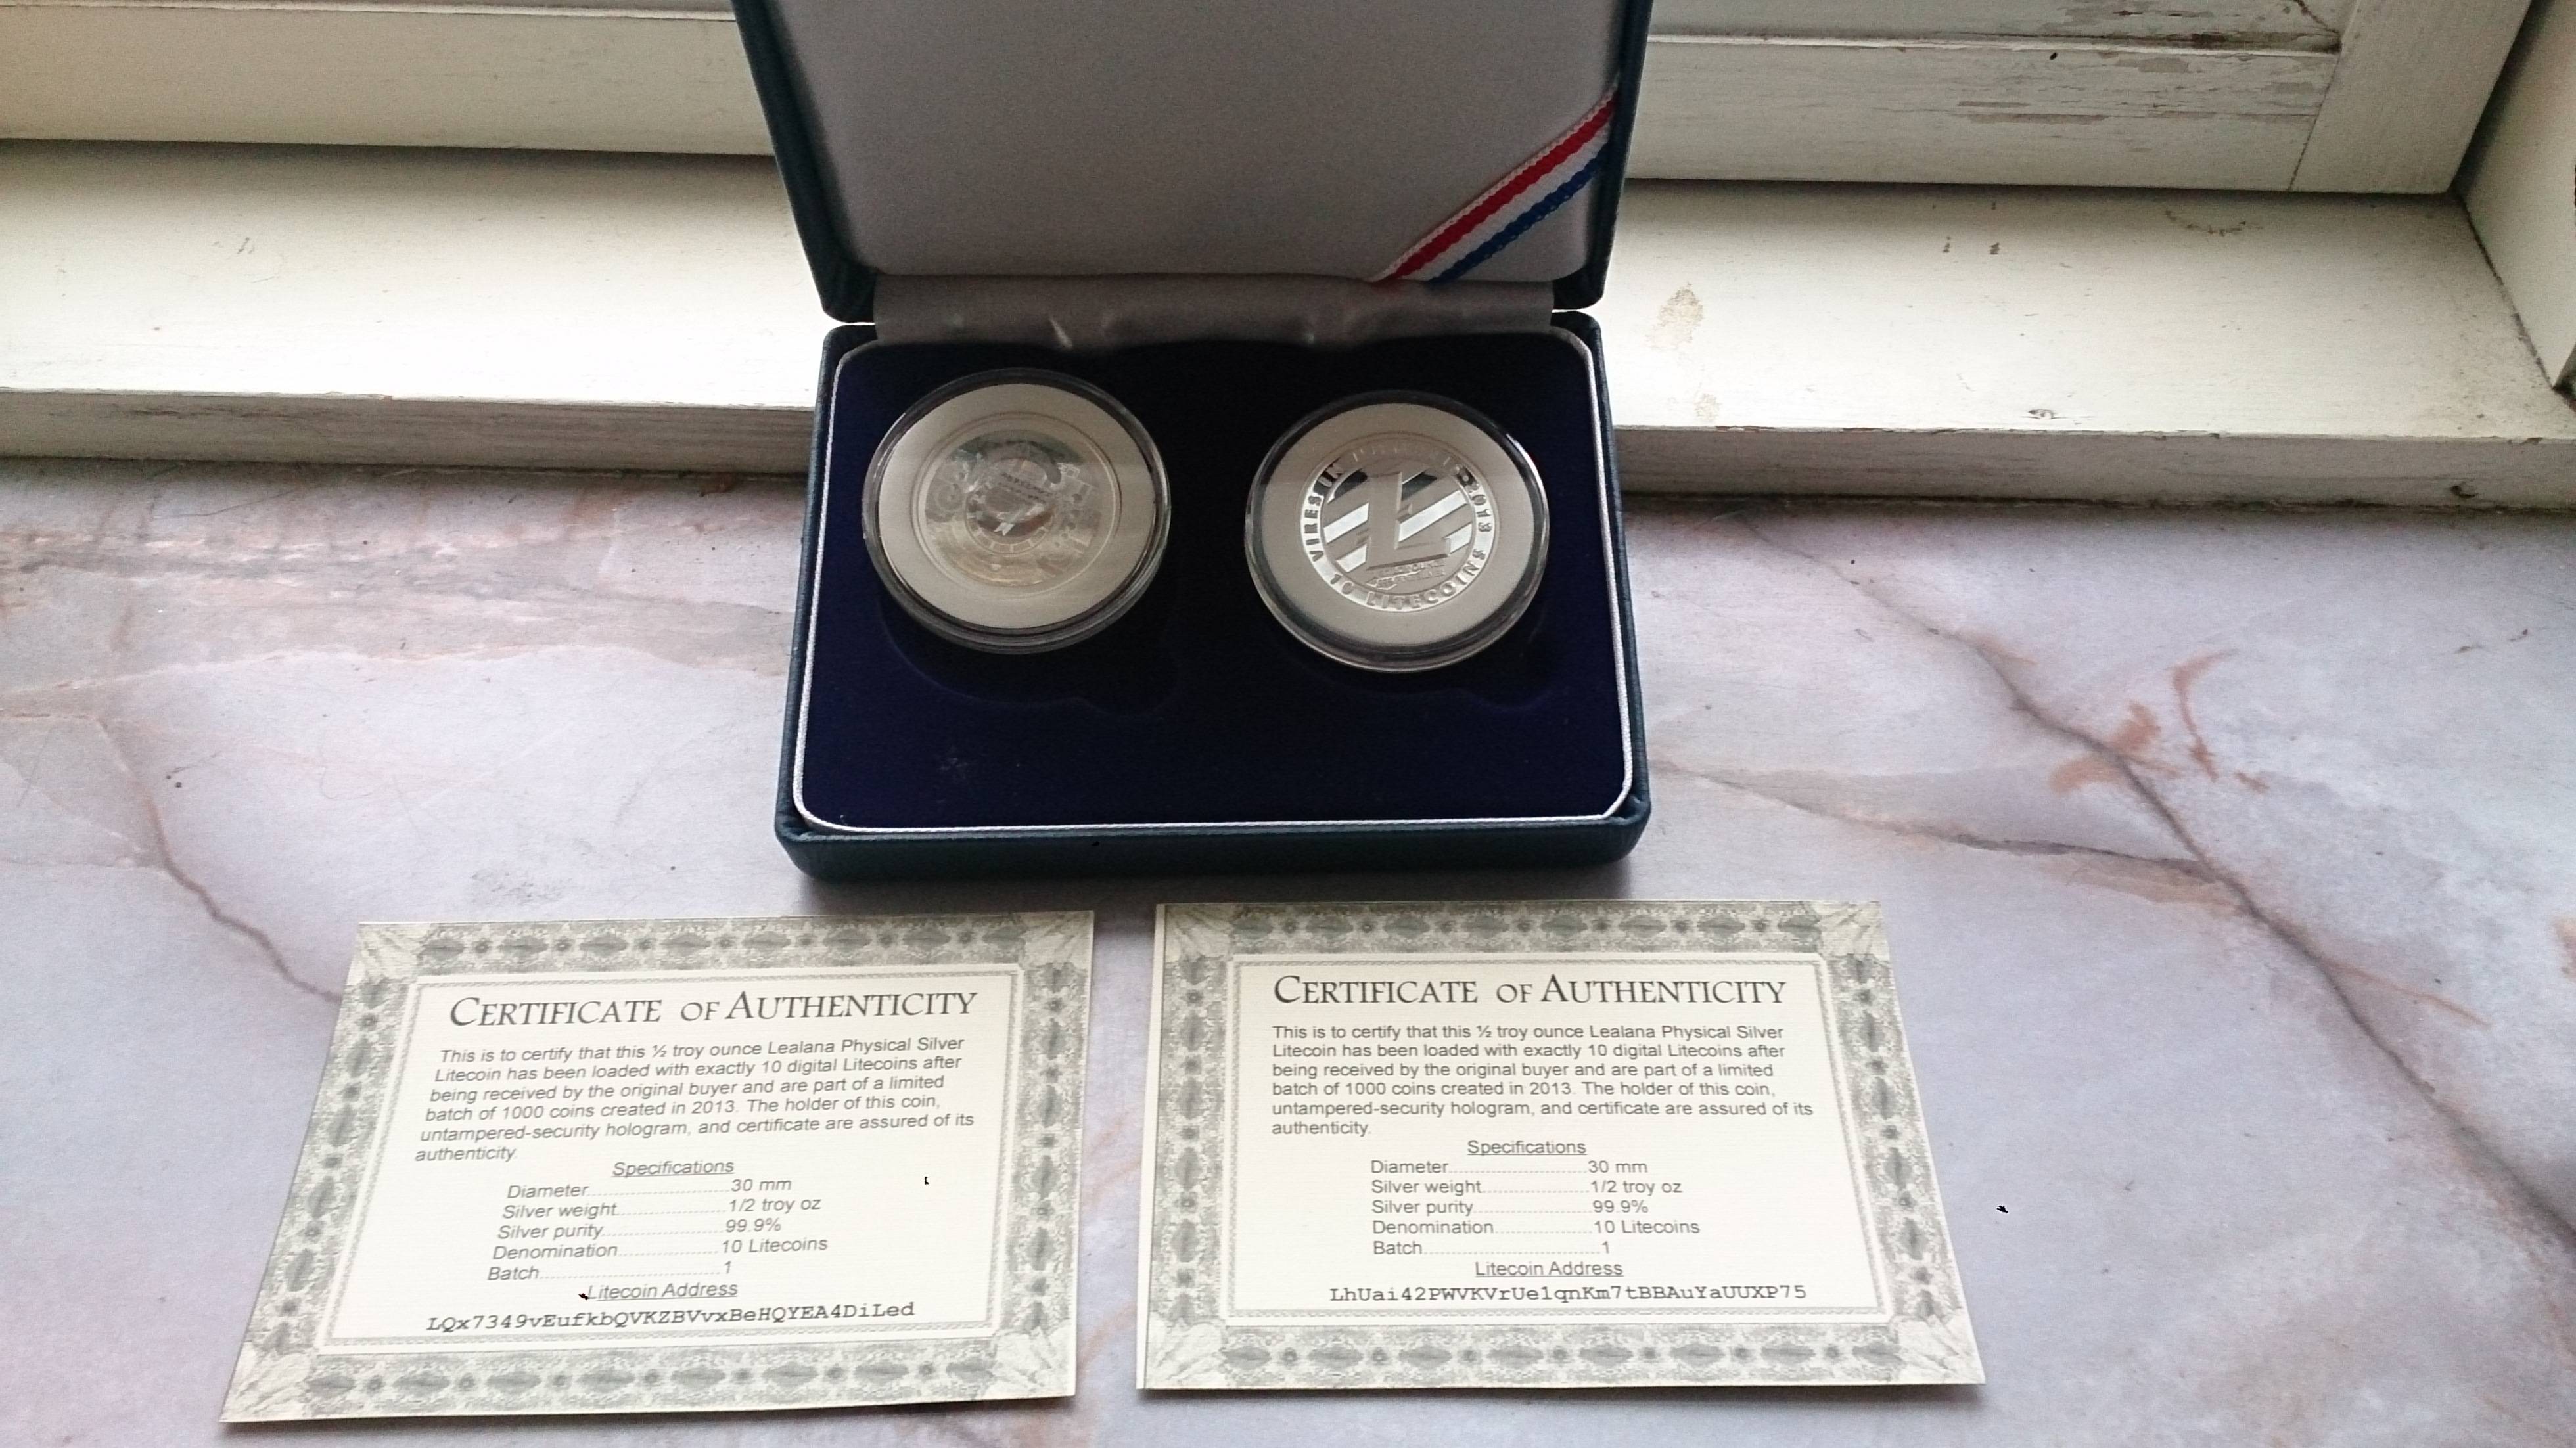 VIRES IN
2013
10 LITECOINS
CERTIFICATE OF AUTHENTICITY
This is to certify that this ½ troy ounce Lealana Physical Silver
Litecoin has been loaded with exactly 10 digital Litecoins after
being received by the original buyer and are part of a limited
batch of 1000 coins created in 2013. The holder of this coin,
untampered-security hologram, and certificate are assured of its
authenticity.
Specifications
Diameter..............................30 mm
Silver weight.......................1/2 troy oz
Silver purity.........................99.9%
Denomination.....................10 Litecoins
Batch......................................1
Litecoin Address
LQx7349vEufkbQVKZBVvxBeHQYEA4DiLed
CERTIFICATE OF AUTHENTICITY
This is to certify that this ½ troy ounce Lealana Physical Silver
Litecoin has been loaded with exactly 10 digital Litecoins after
being received by the original buyer and are part of a limited
batch of 1000 coins created in 2013. The holder of this coin,
untampered-security hologram, and certificate are assured of its
authenticity.
Specifications
Diameter..............................30 mm
Silver weight.......................1/2 troy oz
Silver purity.........................99.9%
Denomination.....................10 Litecoins
Batch......................................1
Litecoin Address
LhUai42PWVKVrUe1qnKm7tBBAuYaUUXP75